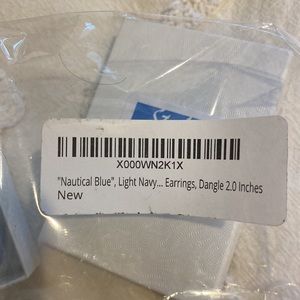 X000WN2K1X
"Nautical Blue", Light Navy... Earrings, Dangle 2.0 Inches
New